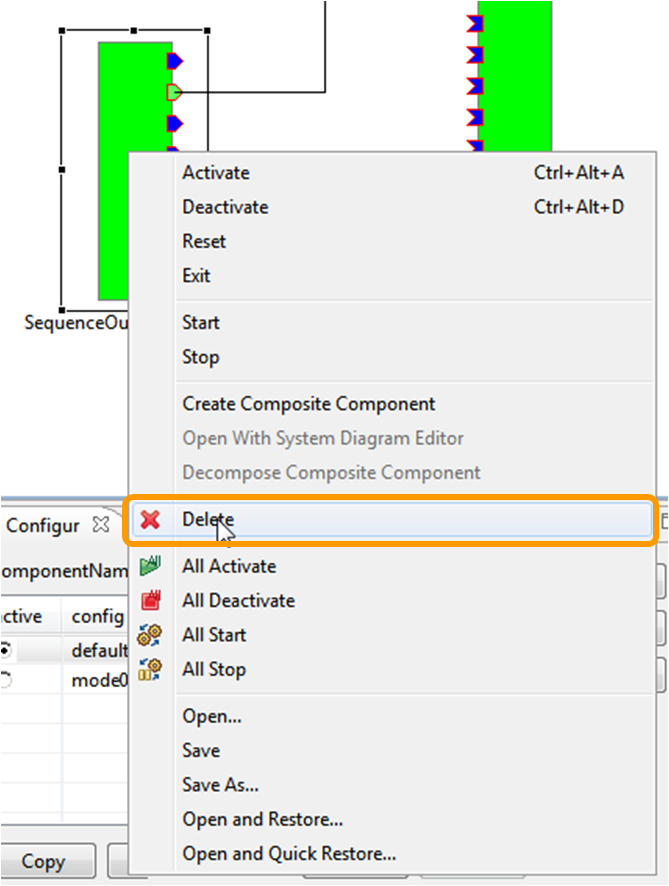 SequenceOu
Activate Ctrl+Alt+A
Deactivate Ctrl+Alt+D
Reset
Exit
Start
Stop
Create Composite Component
Open With System Diagram Editor
Decompose Composite Component
Delete
All Activate
All Deactivate
All Start
All Stop
Open...
Save
Save As...
Open and Restore...
Open and Quick Restore...
Configur
omponentNam
ctive config
default
mode0
Copy